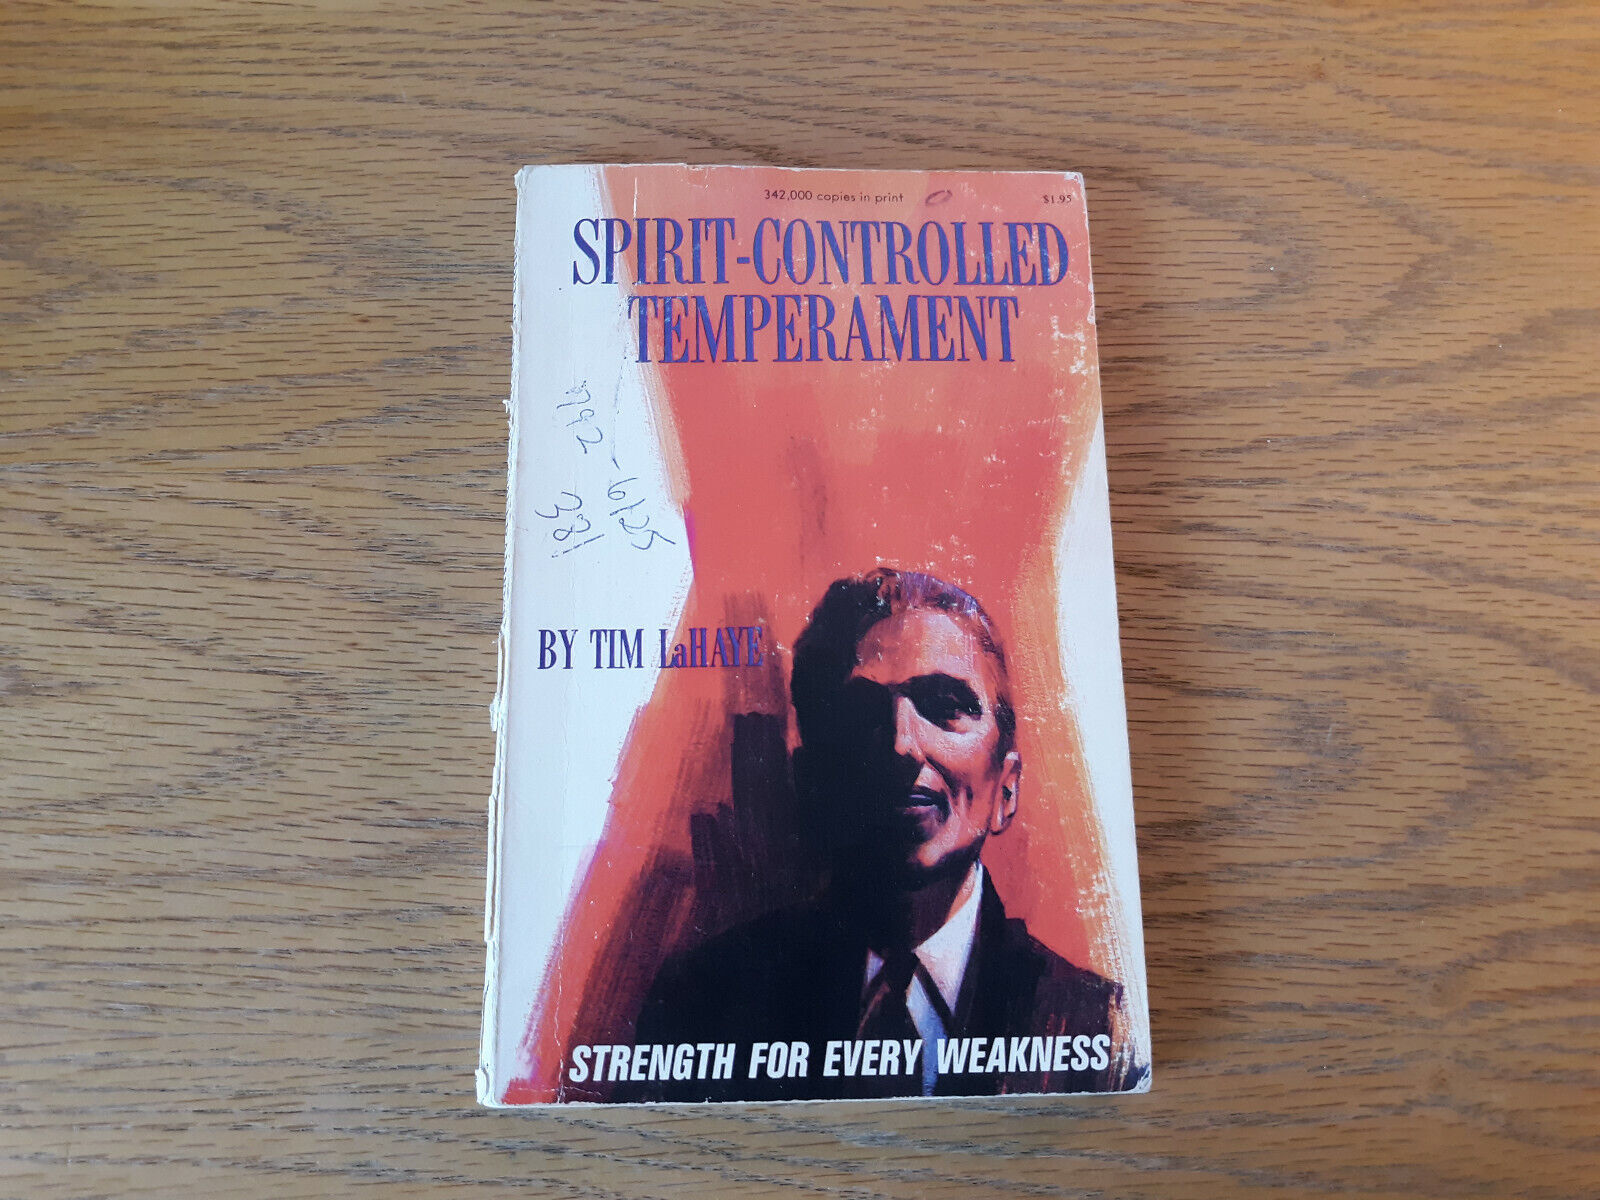 342,000 copies in print
$1.95
SPIRIT-CONTROLLED
TEMPERAMENT
BY TIM LaHAYE
STRENGTH FOR EVERY WEAKNESS